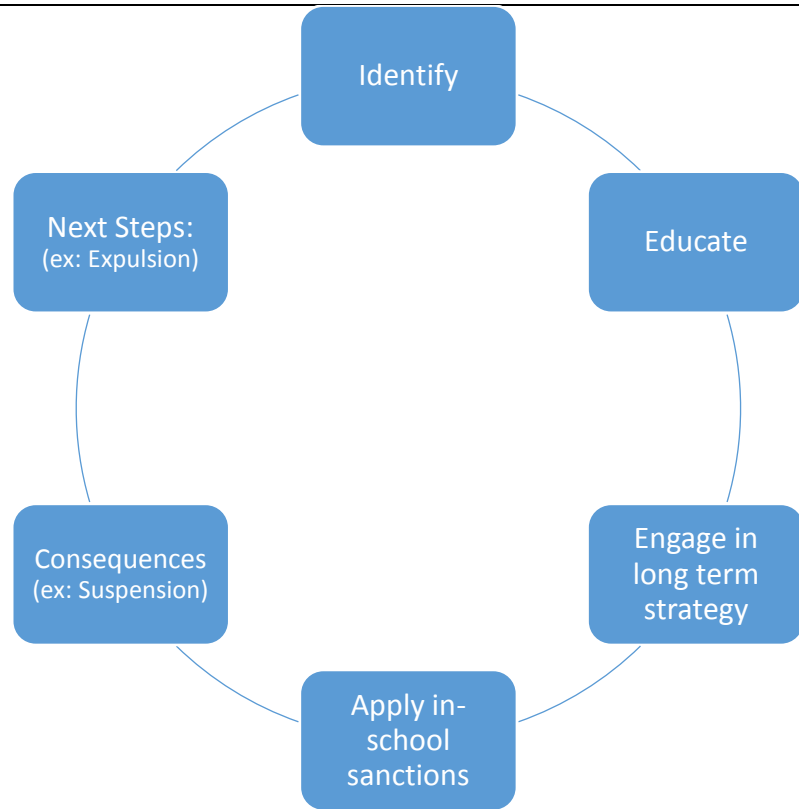 Identify
Educate
Engage in
long term
strategy
Apply in-
school
sanctions
Consequences
(ex: Suspension)
Next Steps:
(ex: Expulsion)